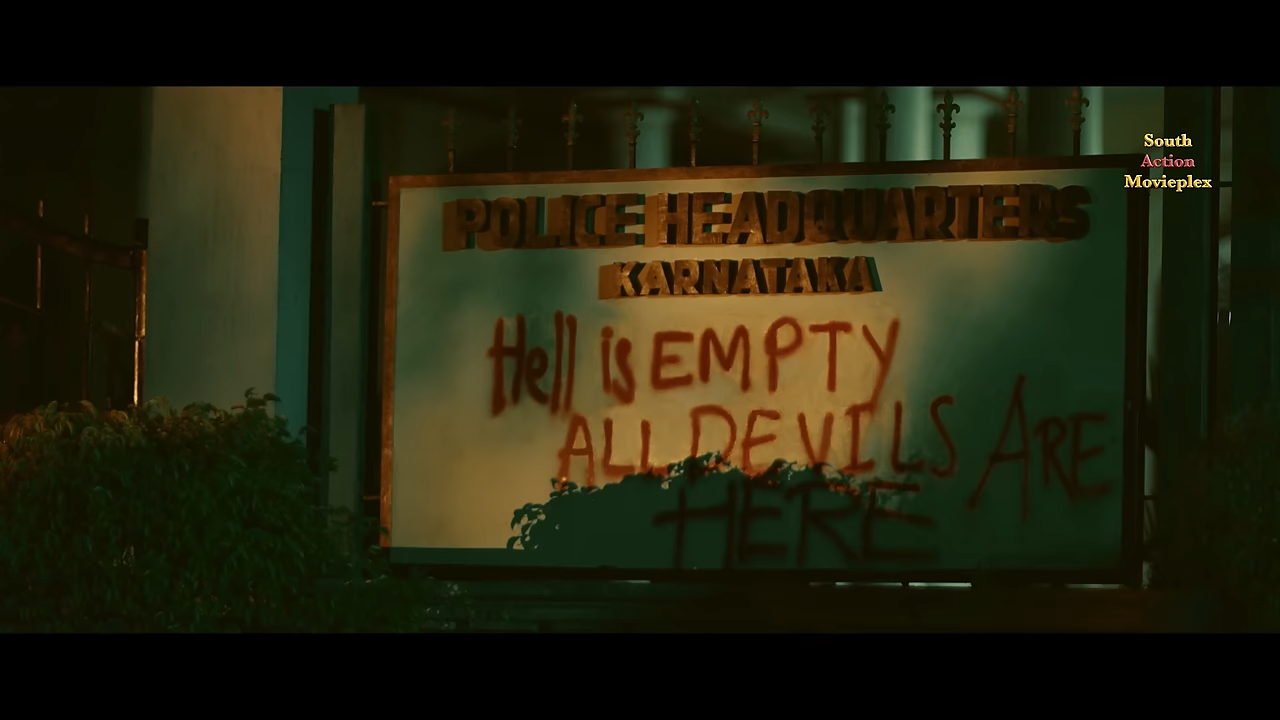 South
Action
Movieplex
POLICE HEADQUARTERS
KARNATAKA
Hell is EMPTY
ALL DEVILS ARE
HERE